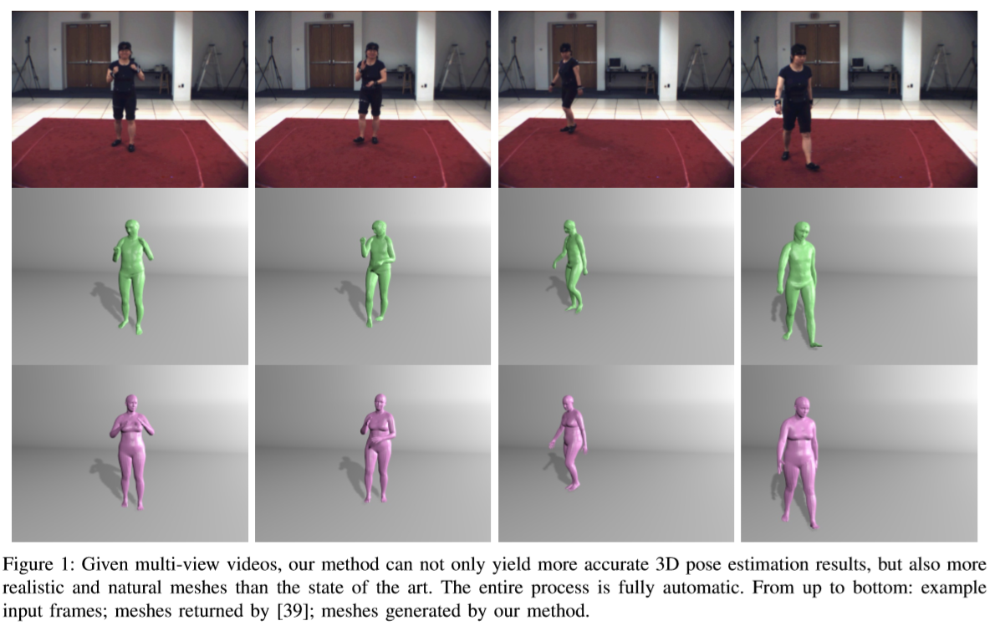 Figure 1: Given multi-view videos, our method can not only yield more accurate 3D pose estimation results, but also more
realistic and natural meshes than the state of the art. The entire process is fully automatic. From up to bottom: example
input frames; meshes returned by [39]; meshes generated by our method.